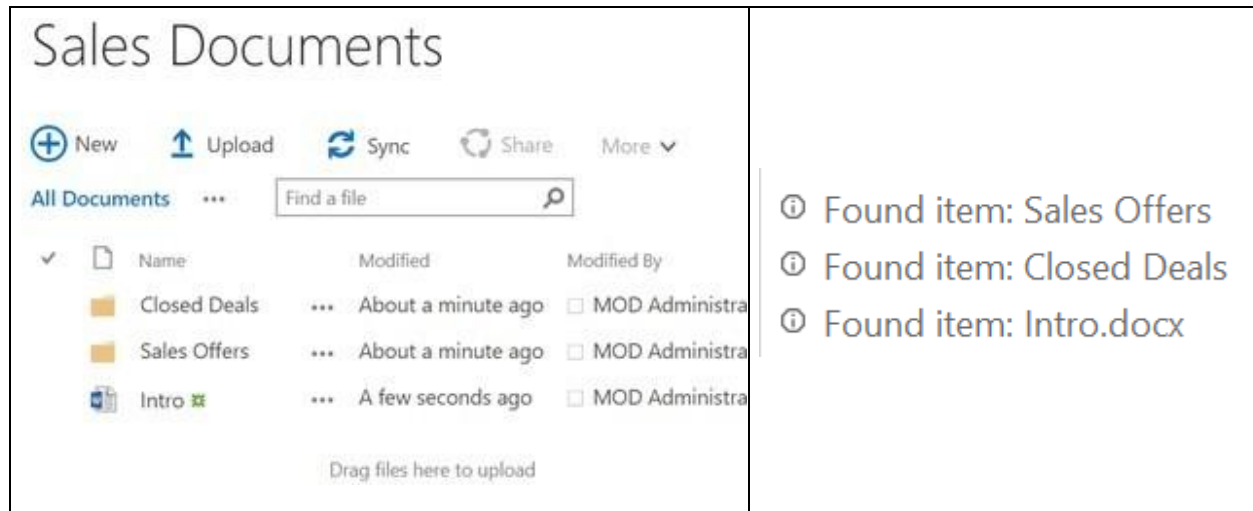 Sales Documents
New Upload Sync Share More
All Documents ... Find a file
Name Modified Modified By
Closed Deals ... About a minute ago MOD Administra
Sales Offers ... About a minute ago MOD Administra
Intro ... A few seconds ago MOD Administra
Drag files here to upload
Found item: Sales Offers
Found item: Closed Deals
Found item: Intro.docx